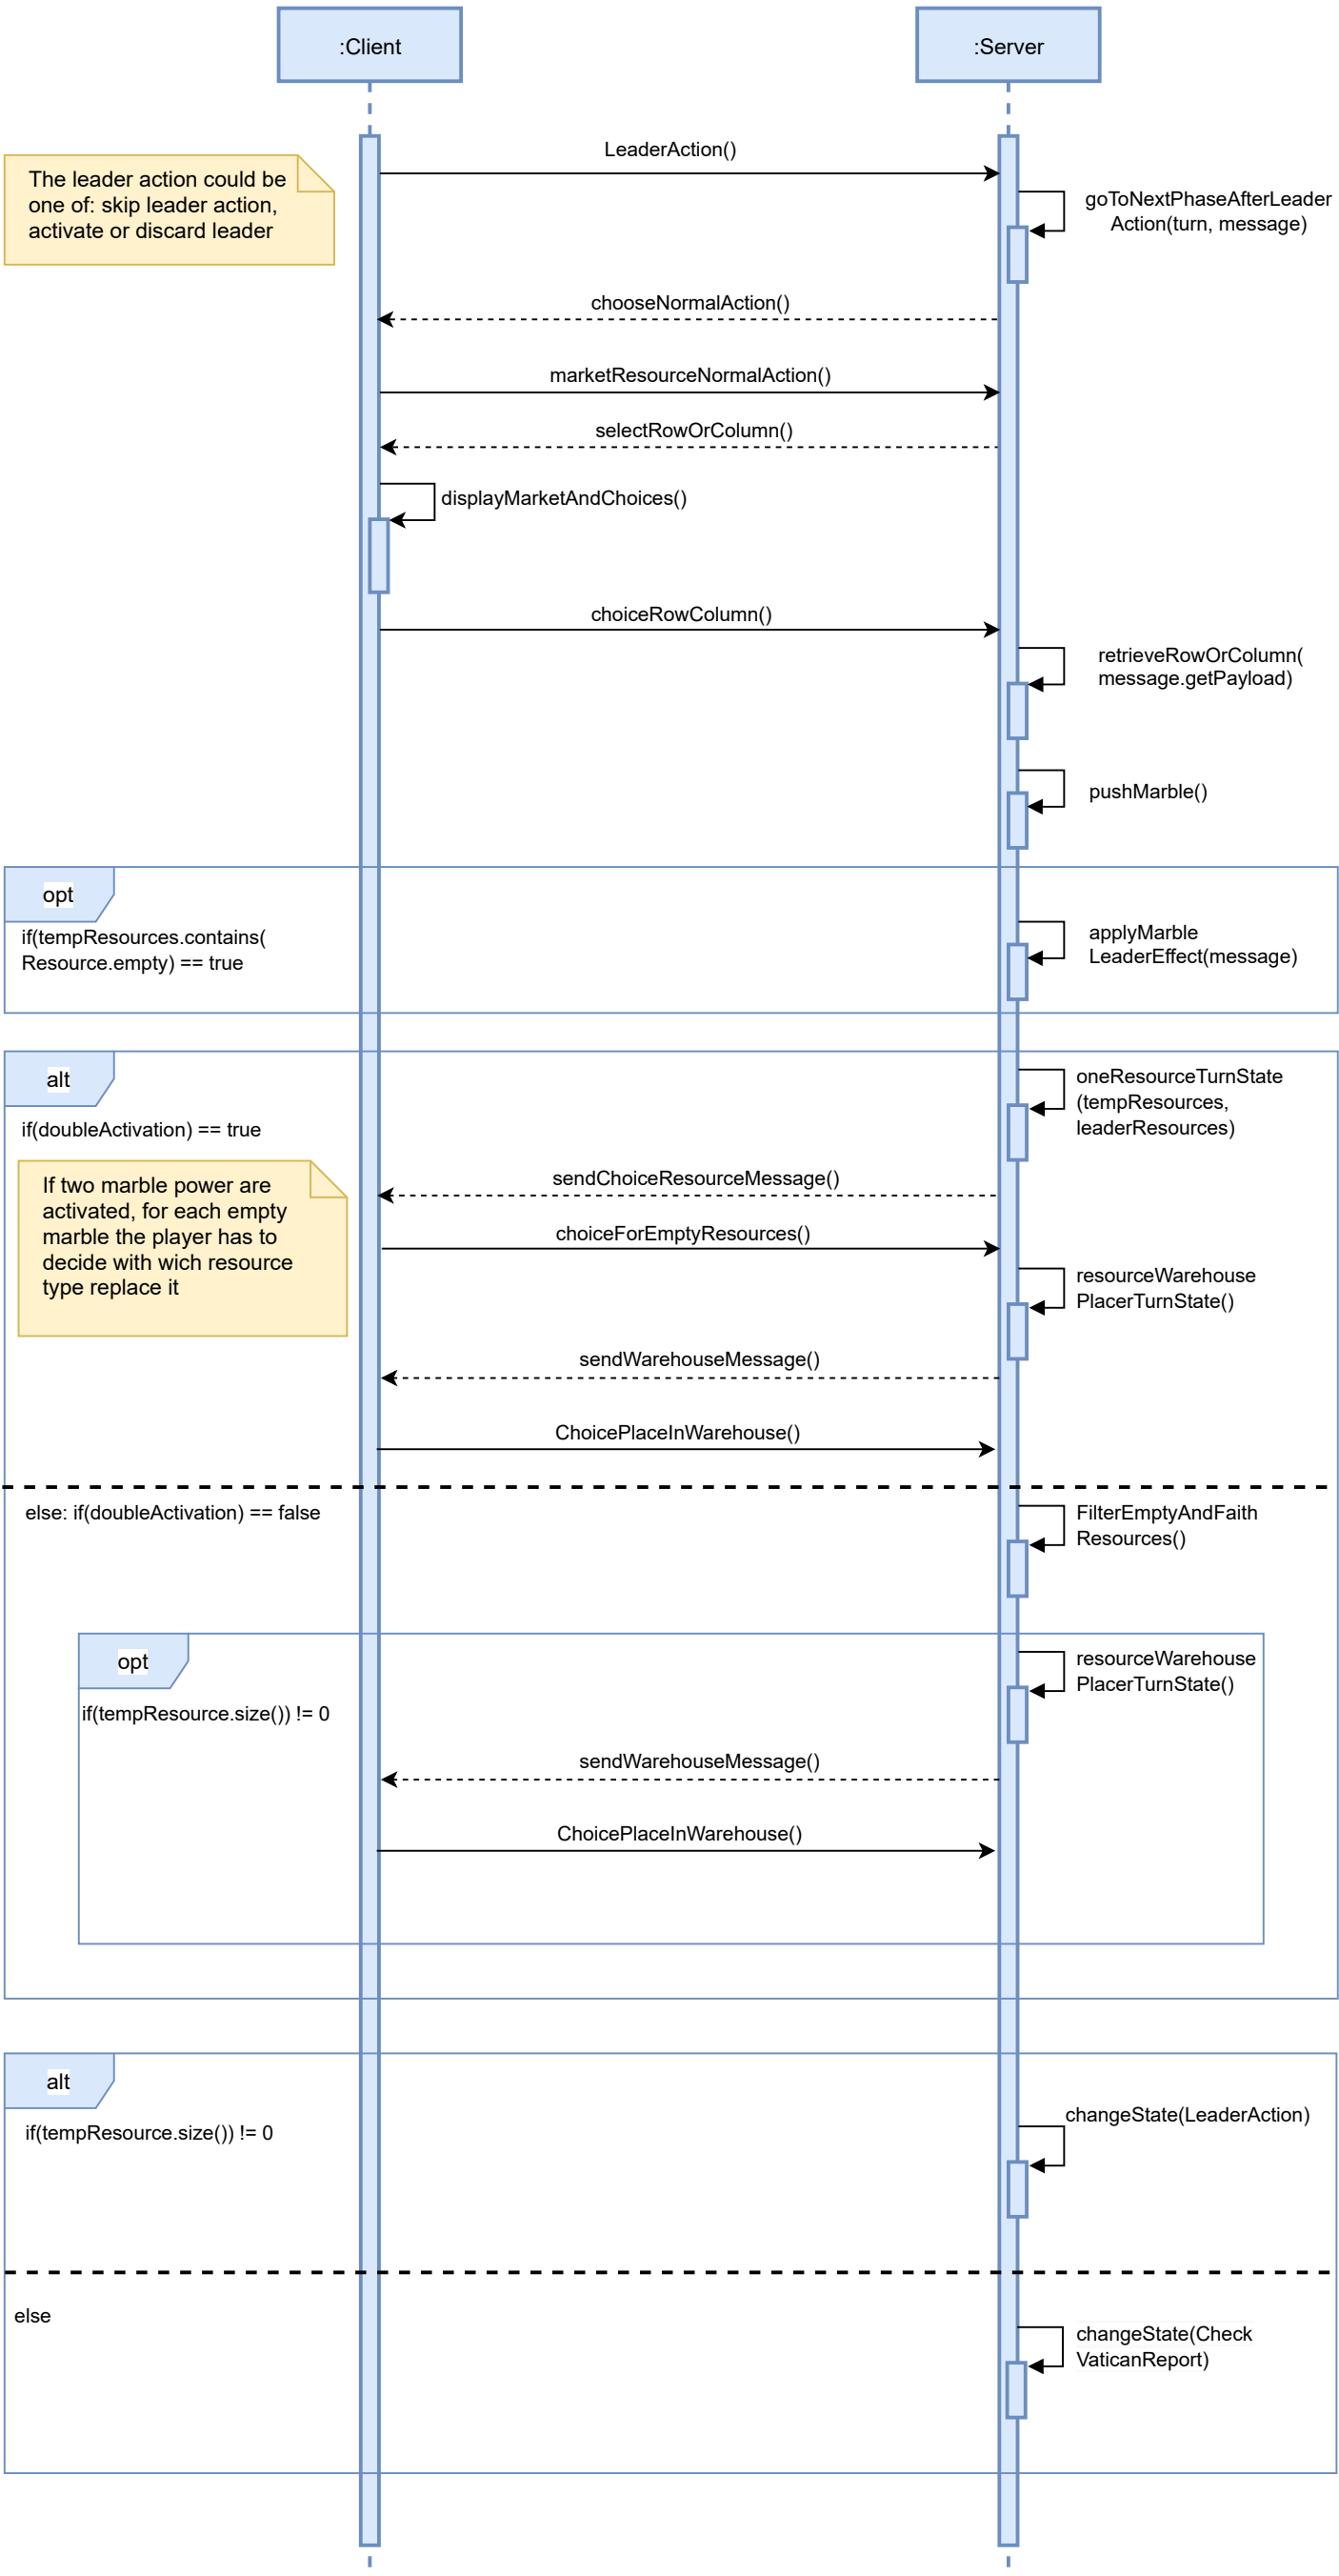 :Client
:Server
LeaderAction()
The leader action could be
one of: skip leader action,
activate or discard leader
goToNextPhaseAfterLeader
Action(turn, message)
chooseNormalAction()
marketResourceNormalAction()
selectRowOrColumn()
displayMarketAndChoices()
choiceRowColumn()
retrieveRowOrColumn(
message.getPayload)
pushMarble()
opt
if(tempResources.contains(
Resource.empty) == true
applyMarble
LeaderEffect(message)
alt
if(doubleActivation) == true
oneResourceTurnState
(tempResources,
leaderResources)
If two marble power are
activated, for each empty
marble the player has to
decide with wich resource
type replace it
sendChoiceResourceMessage()
choiceForEmptyResources()
resourceWarehouse
PlacerTurnState()
sendWarehouseMessage()
ChoicePlaceInWarehouse()
else: if(doubleActivation) == false
FilterEmptyAndFaith
Resources()
opt
if(tempResource.size()) != 0
resourceWarehouse
PlacerTurnState()
sendWarehouseMessage()
ChoicePlaceInWarehouse()
alt
if(tempResource.size()) != 0
changeState(LeaderAction)
else
changeState(Check
VaticanReport)